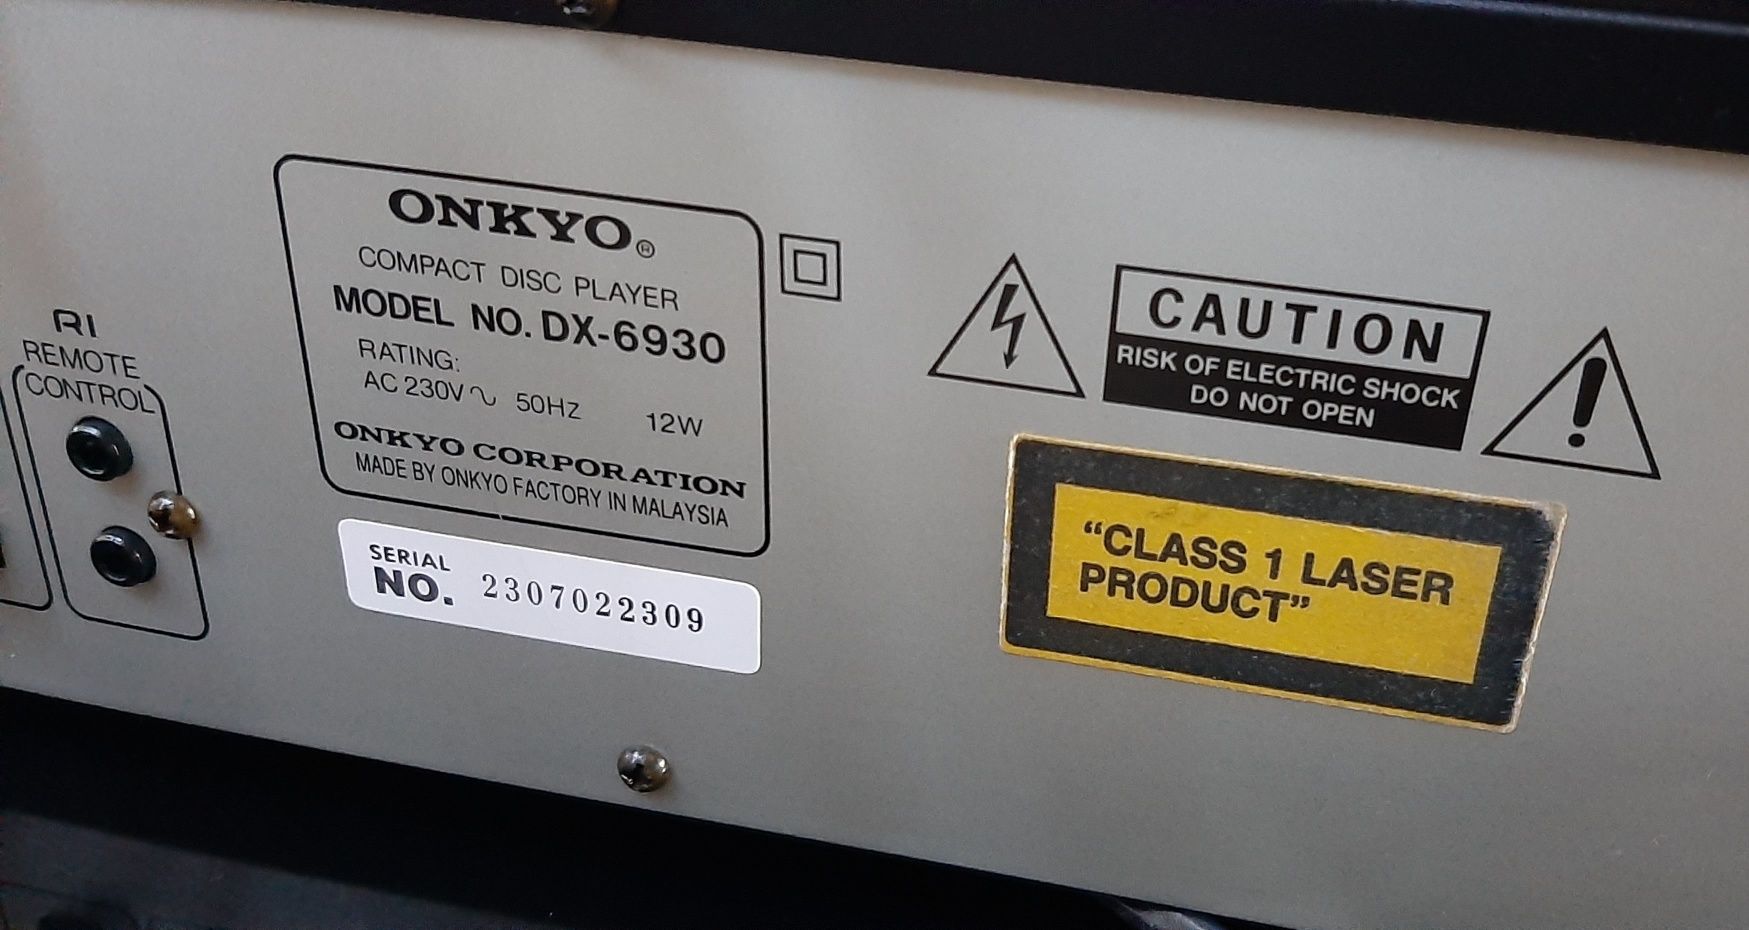 RI
REMOTE
CONTROL
ONKYO®
COMPACT DISC PLAYER
MODEL NO. DX-6930
RATING:
AC 230V ∿ 50HZ 12W
ONKYO CORPORATION
MADE BY ONKYO FACTORY IN MALAYSIA
SERIAL
NO. 2307022309
CAUTION
RISK OF ELECTRIC SHOCK
DO NOT OPEN
"CLASS 1 LASER
PRODUCT"